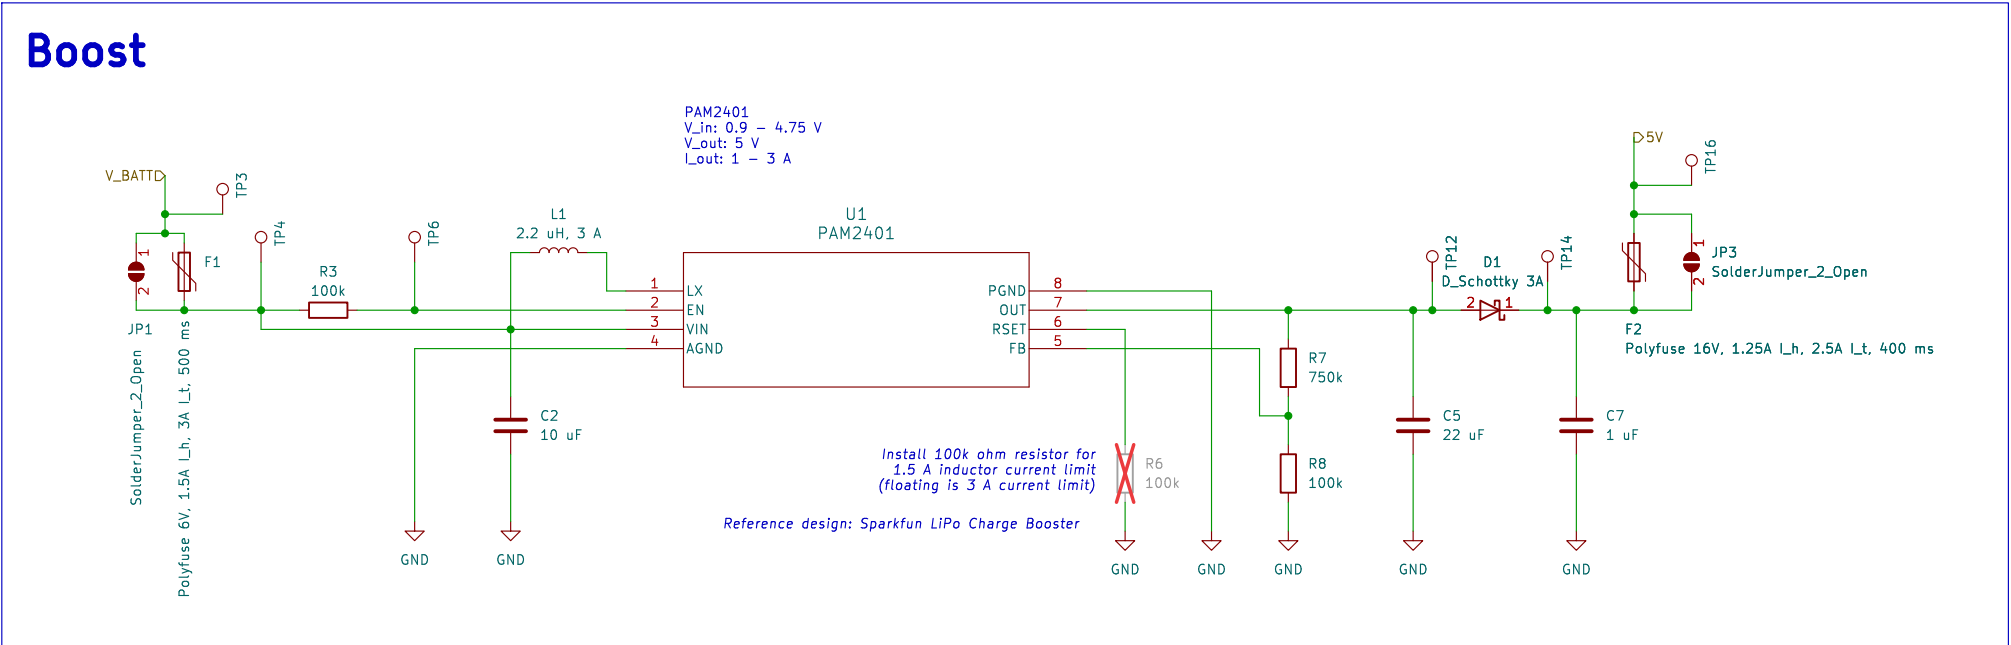 Boost
PAM2401
V_in: 0.9 - 4.75 V
V_out: 5 V
I_out: 1 - 3 A
V_BATT
TP3
TP4
TP6
L1
2.2 uH, 3 A
U1
PAM2401
5V
TP16
1
2
F1
R3
100k
JP1
SolderJumper_2_Open
Polyfuse 6V, 1.5A I_h, 3A I_t, 500 ms
1
LX
2
EN
3
VIN
4
AGND
PGND
8
OUT
7
RSET
6
FB
5
TP12
D1
D_Schottky 3A
2
1
TP14
1
2
JP3
SolderJumper_2_Open
F2
Polyfuse 16V, 1.25A I_h, 2.5A I_t, 400 ms
R7
750k
C2
10 uF
C5
22 uF
C7
1 uF
Install 100k ohm resistor for
1.5 A inductor current limit
(floating is 3 A current limit)
R6
100k
R8
100k
Reference design: Sparkfun LiPo Charge Booster
GND
GND
GND
GND
GND
GND
GND